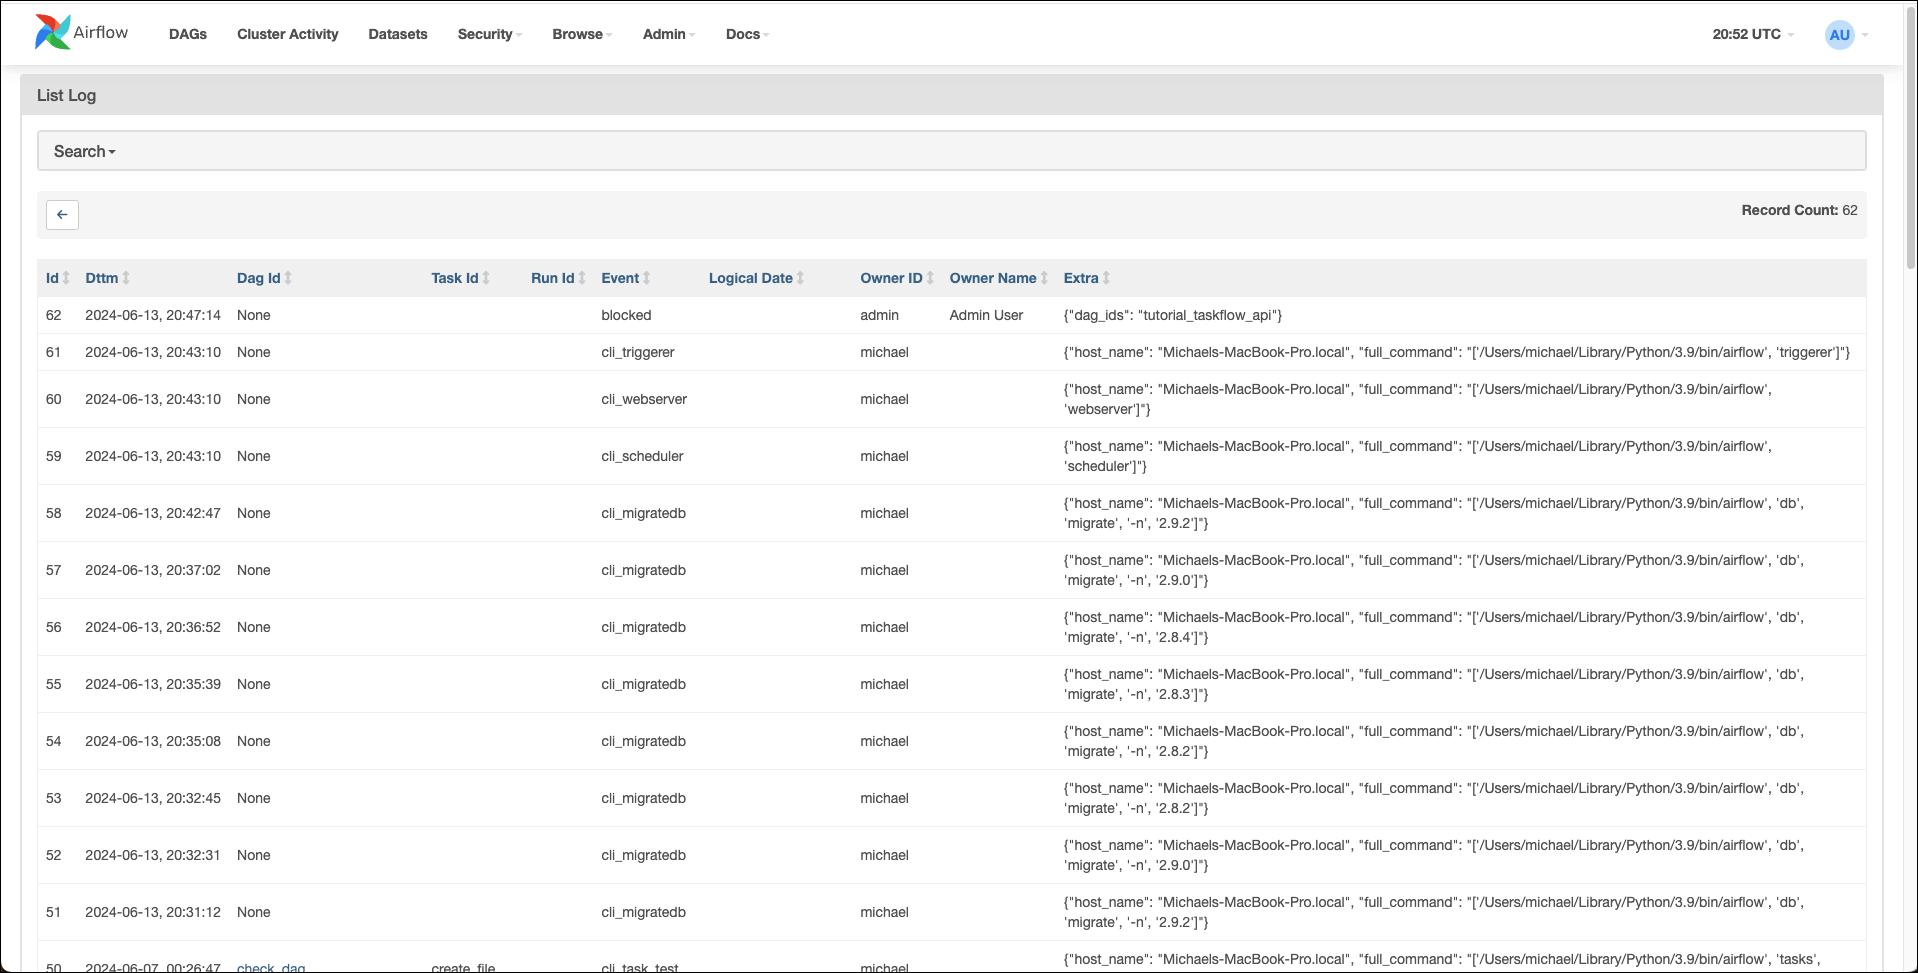 Airflow DAGs Cluster Activity Datasets Security Browse Admin Docs 20:52 UTC AU
List Log
Search
Record Count: 62
Id Dttm Dag Id Task Id Run Id Event Logical Date Owner ID Owner Name Extra
62 2024-06-13, 20:47:14 None blocked admin Admin User {"dag_ids": "tutorial_taskflow_api"}
61 2024-06-13, 20:43:10 None cli_triggerer michael {"host_name": "Michaels-MacBook-Pro.local", "full_command": "['/Users/michael/Library/Python/3.9/bin/airflow', 'triggerer']"}
60 2024-06-13, 20:43:10 None cli_webserver michael {"host_name": "Michaels-MacBook-Pro.local", "full_command": "['/Users/michael/Library/Python/3.9/bin/airflow',
'webserver']"}
59 2024-06-13, 20:43:10 None cli_scheduler michael {"host_name": "Michaels-MacBook-Pro.local", "full_command": "['/Users/michael/Library/Python/3.9/bin/airflow',
'scheduler']"}
58 2024-06-13, 20:42:47 None cli_migratedb michael {"host_name": "Michaels-MacBook-Pro.local", "full_command": "['/Users/michael/Library/Python/3.9/bin/airflow', 'db',
'migrate', '-n', '2.9.2']"}
57 2024-06-13, 20:37:02 None cli_migratedb michael {"host_name": "Michaels-MacBook-Pro.local", "full_command": "['/Users/michael/Library/Python/3.9/bin/airflow', 'db',
'migrate', '-n', '2.9.0']"}
56 2024-06-13, 20:36:52 None cli_migratedb michael {"host_name": "Michaels-MacBook-Pro.local", "full_command": "['/Users/michael/Library/Python/3.9/bin/airflow', 'db',
'migrate', '-n', '2.8.4']"}
55 2024-06-13, 20:35:39 None cli_migratedb michael {"host_name": "Michaels-MacBook-Pro.local", "full_command": "['/Users/michael/Library/Python/3.9/bin/airflow', 'db',
'migrate', '-n', '2.8.3']"}
54 2024-06-13, 20:35:08 None cli_migratedb michael {"host_name": "Michaels-MacBook-Pro.local", "full_command": "['/Users/michael/Library/Python/3.9/bin/airflow', 'db',
'migrate', '-n', '2.8.2']"}
53 2024-06-13, 20:32:45 None cli_migratedb michael {"host_name": "Michaels-MacBook-Pro.local", "full_command": "['/Users/michael/Library/Python/3.9/bin/airflow', 'db',
'migrate', '-n', '2.8.2']"}
52 2024-06-13, 20:32:31 None cli_migratedb michael {"host_name": "Michaels-MacBook-Pro.local", "full_command": "['/Users/michael/Library/Python/3.9/bin/airflow', 'db',
'migrate', '-n', '2.9.0']"}
51 2024-06-13, 20:31:12 None cli_migratedb michael {"host_name": "Michaels-MacBook-Pro.local", "full_command": "['/Users/michael/Library/Python/3.9/bin/airflow', 'db',
'migrate', '-n', '2.9.2']"}
50 2024-06-07, 00:26:47 check_dag create_file cli_task_test michael {"host_name": "Michaels-MacBook-Pro.local", "full_command": "['/Users/michael/Library/Python/3.9/bin/airflow', 'tasks',